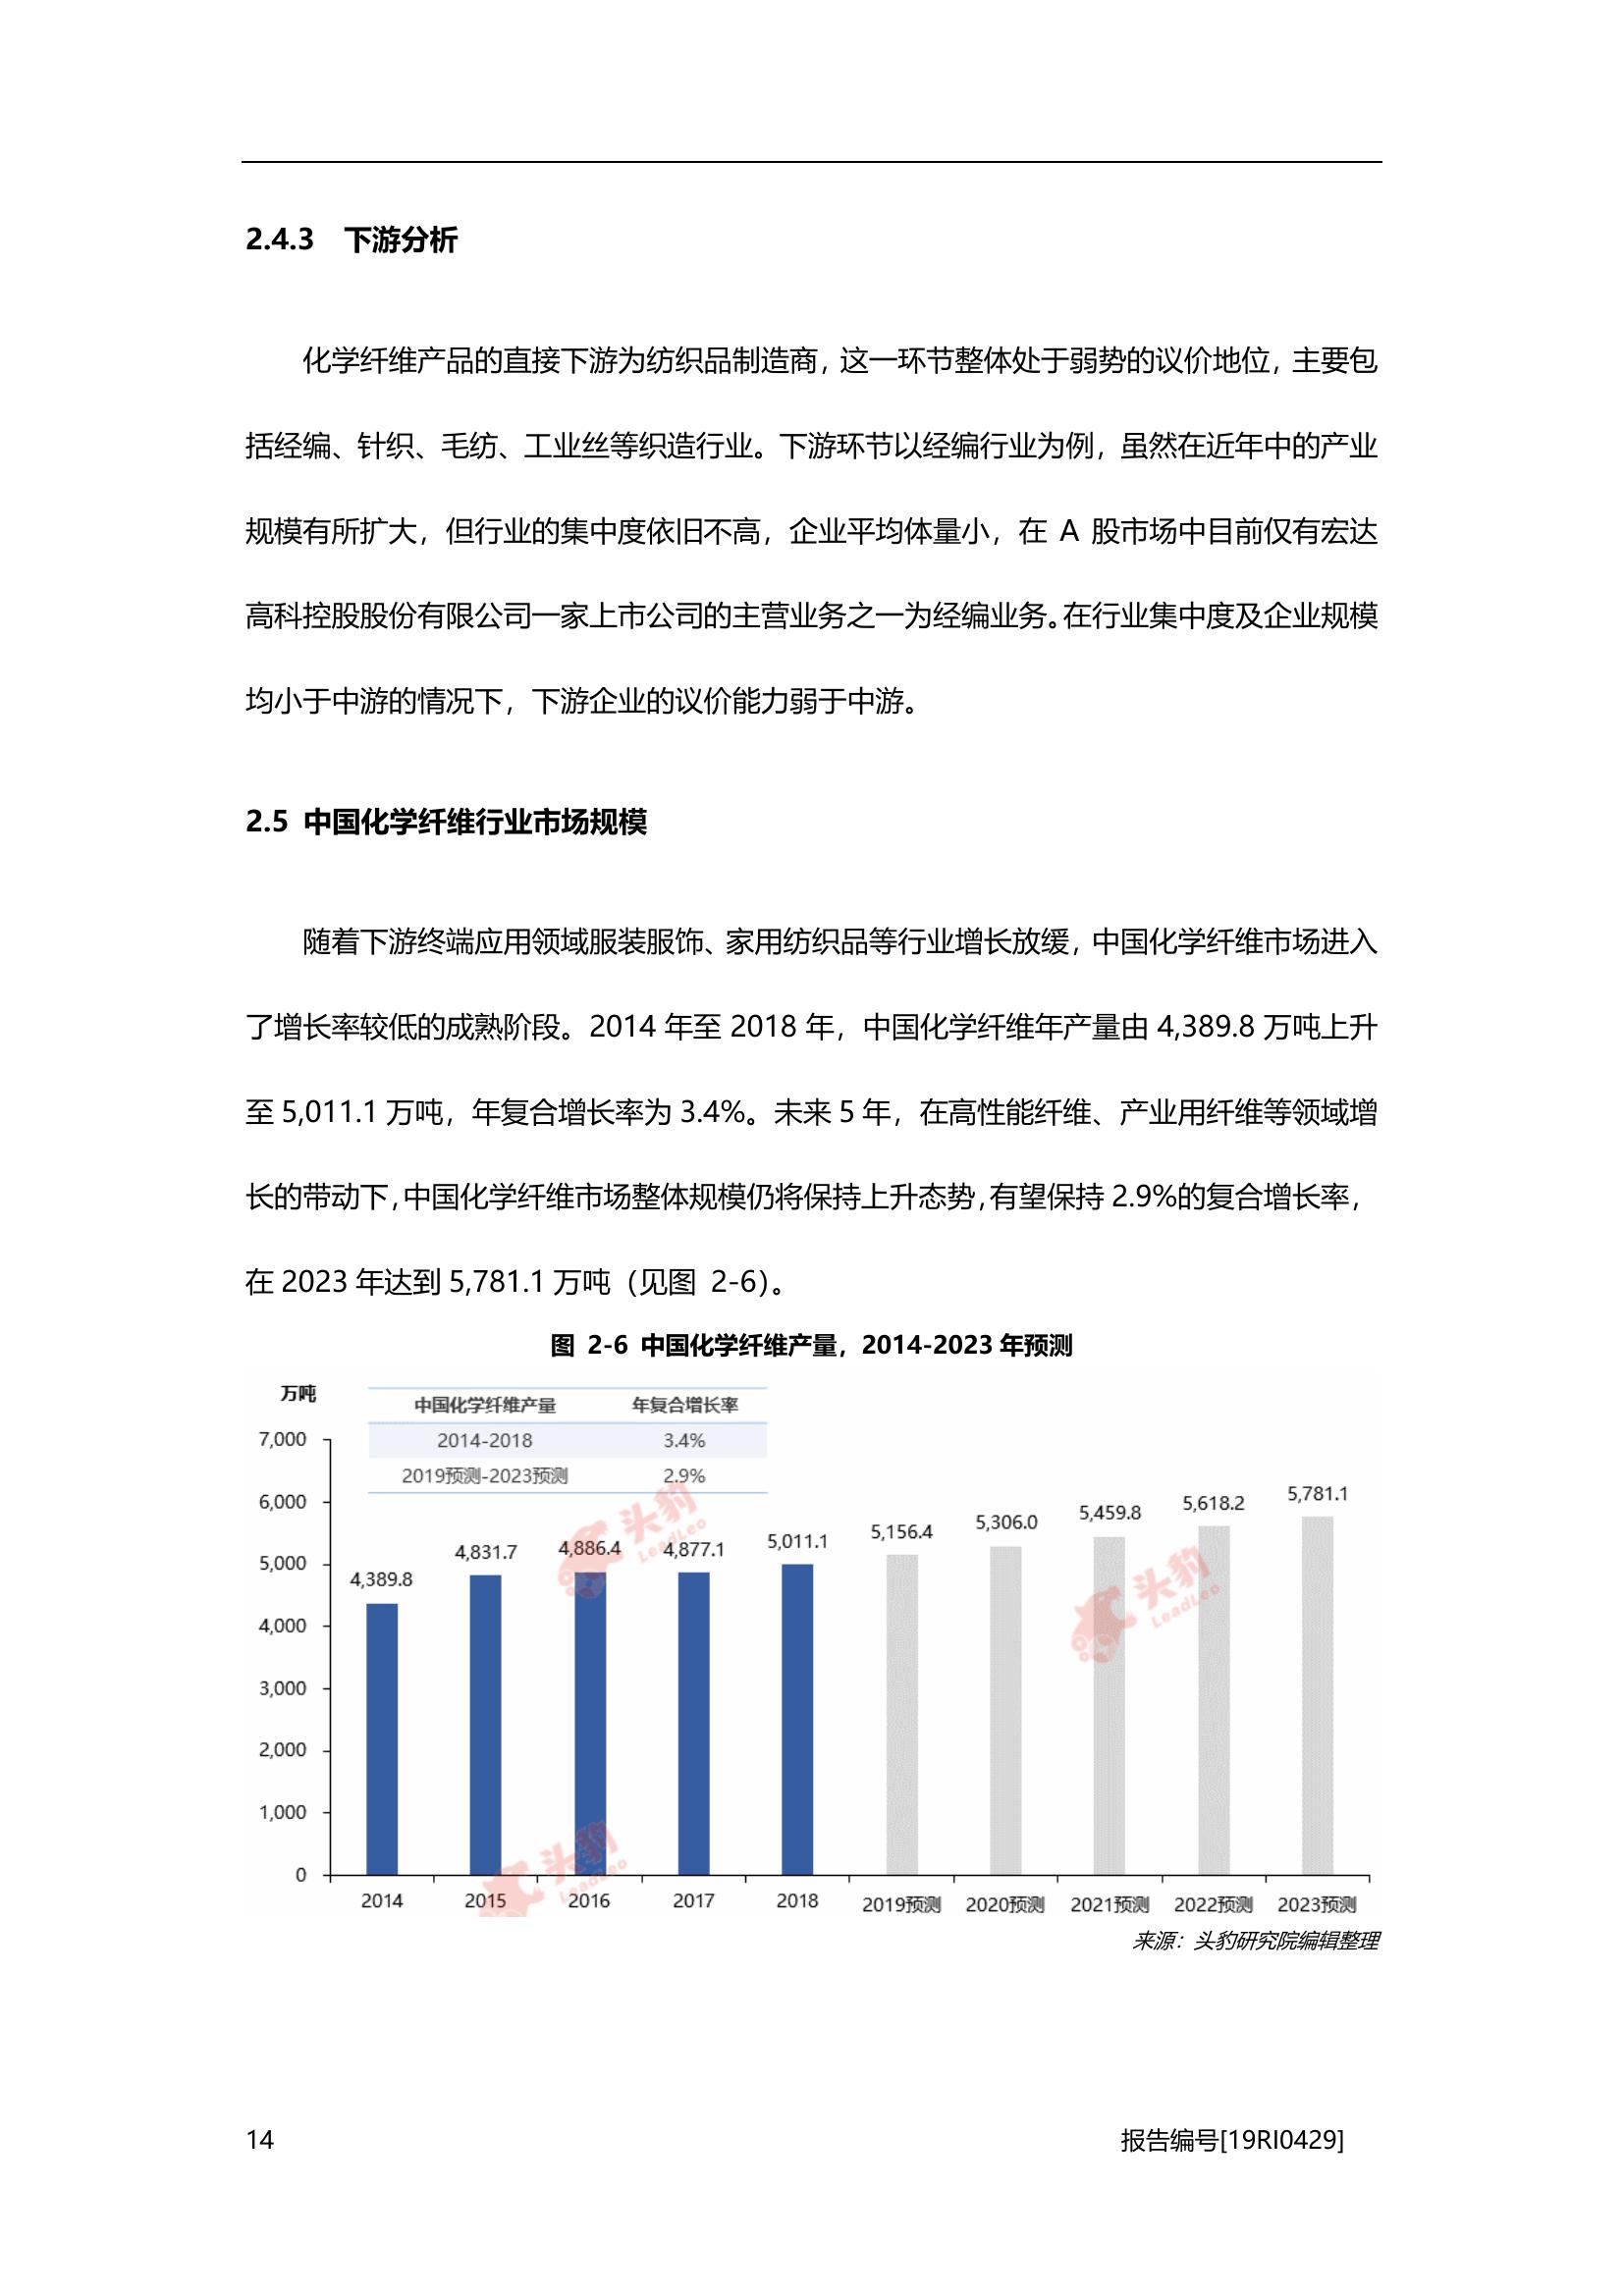 2.4.3 下游分析
化学纤维产品的直接下游为纺织品制造商，这一环节整体处于弱势的议价地位，主要包
括经编、针织、毛纺、工业丝等织造行业。下游环节以经编行业为例，虽然在近年中的产业
规模有所扩大，但行业的集中度依旧不高，企业平均体量小，在 A 股市场中目前仅有宏达
高科控股股份有限公司一家上市公司的主营业务之一为经编业务。在行业集中度及企业规模
均小于中游的情况下，下游企业的议价能力弱于中游。
2.5 中国化学纤维行业市场规模
随着下游终端应用领域服装服饰、家用纺织品等行业增长放缓，中国化学纤维市场进入
了增长率较低的成熟阶段。2014 年至 2018 年，中国化学纤维年产量由 4,389.8 万吨上升
至 5,011.1 万吨，年复合增长率为 3.4%。未来 5 年，在高性能纤维、产业用纤维等领域增
长的带动下，中国化学纤维市场整体规模仍将保持上升态势，有望保持 2.9%的复合增长率，
在 2023 年达到 5,781.1 万吨（见图 2-6）。
图 2-6 中国化学纤维产量，2014-2023 年预测
万吨
中国化学纤维产量 年复合增长率
2014-2018 3.4%
2019预测-2023预测 2.9%
7,000
6,000
5,000
4,000
3,000
2,000
1,000
0
4,389.8
4,831.7
4,886.4
4,877.1
5,011.1
5,156.4
5,306.0
5,459.8
5,618.2
5,781.1
头豹
LeadLeo
头豹
LeadLeo
头豹
LeadLeo
2014 2015 2016 2017 2018 2019预测 2020预测 2021预测 2022预测 2023预测
来源：头豹研究院编辑整理
14 报告编号[19RI0429]